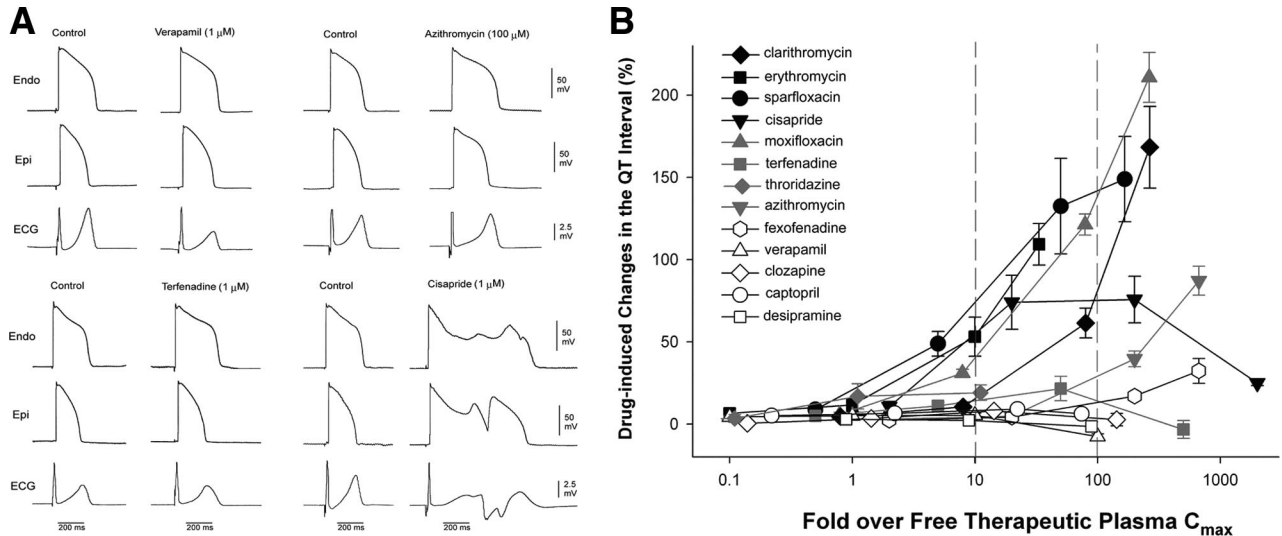 A
Control
Verapamil (1 μM)
Control
Azithromycin (100 μM)
Endo
50
mV
Epi
50
mV
ECG
2.5
mV
Control
Terfenadine (1 μM)
Control
Cisapride (1 μM)
Endo
50
mV
Epi
50
mV
ECG
2.5
mV
200 ms
200 ms
200 ms
200 ms
B
Drug-induced Changes in the QT Interval (%)
200
150
100
50
0
clarithromycin
erythromycin
sparfloxacin
cisapride
moxifloxacin
terfenadine
throridazine
azithromycin
fexofenadine
verapamil
clozapine
captopril
desipramine
0.1
1
10
100
1000
Fold over Free Therapeutic Plasma Cmax